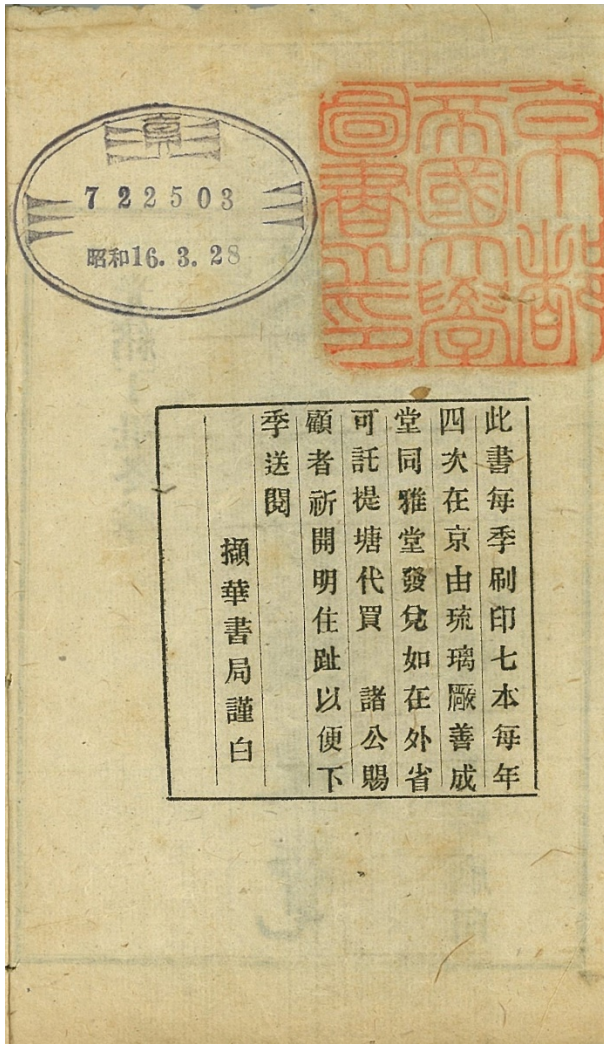 京都
帝國大學
圖書之印
京
722503
昭和16.3.28
此書每季刷印七本每年
四次在京由琉璃厰善成
堂同雅堂發兌如在外省
可託提塘代買　諸公賜
顧者祈開明住趾以便下
季送閱
擷華書局謹白